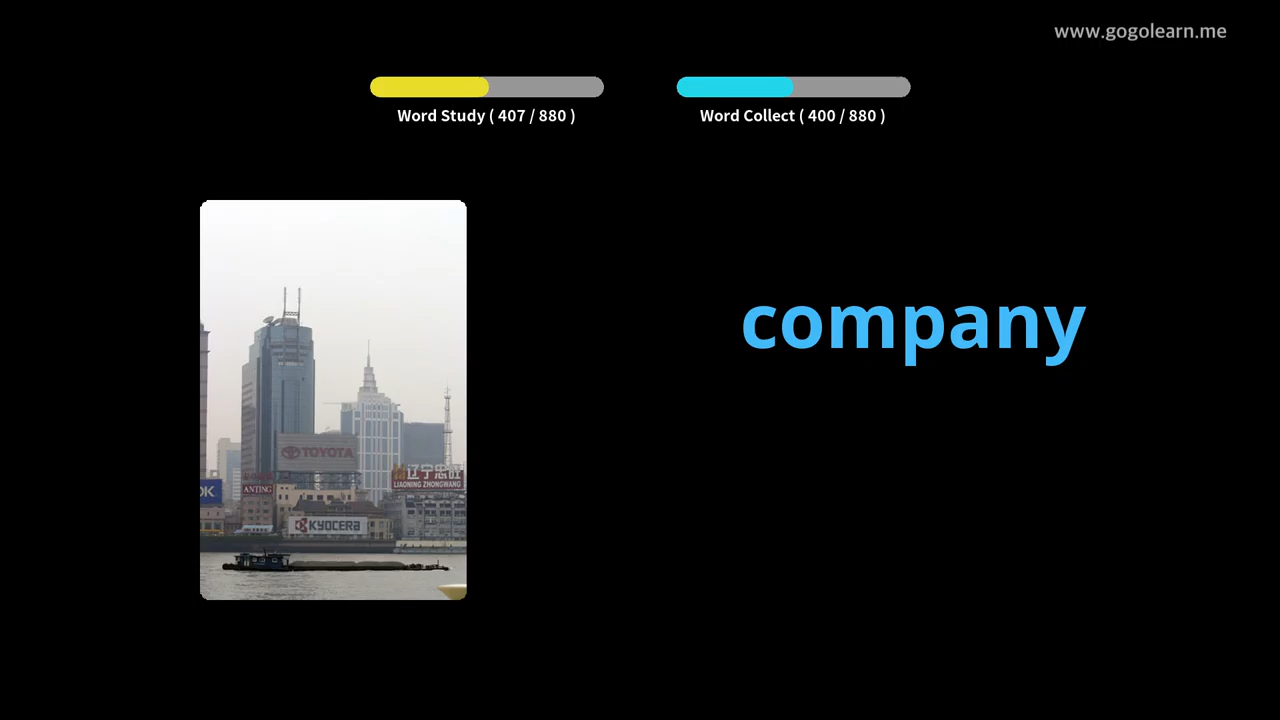 www.gogolearn.me
Word Study ( 407 / 880 )
Word Collect ( 400 / 880 )
company
TOYOTA
辽宁忠旺
LIAONING ZHONGWANG
OK
ANTING
KYOCERA